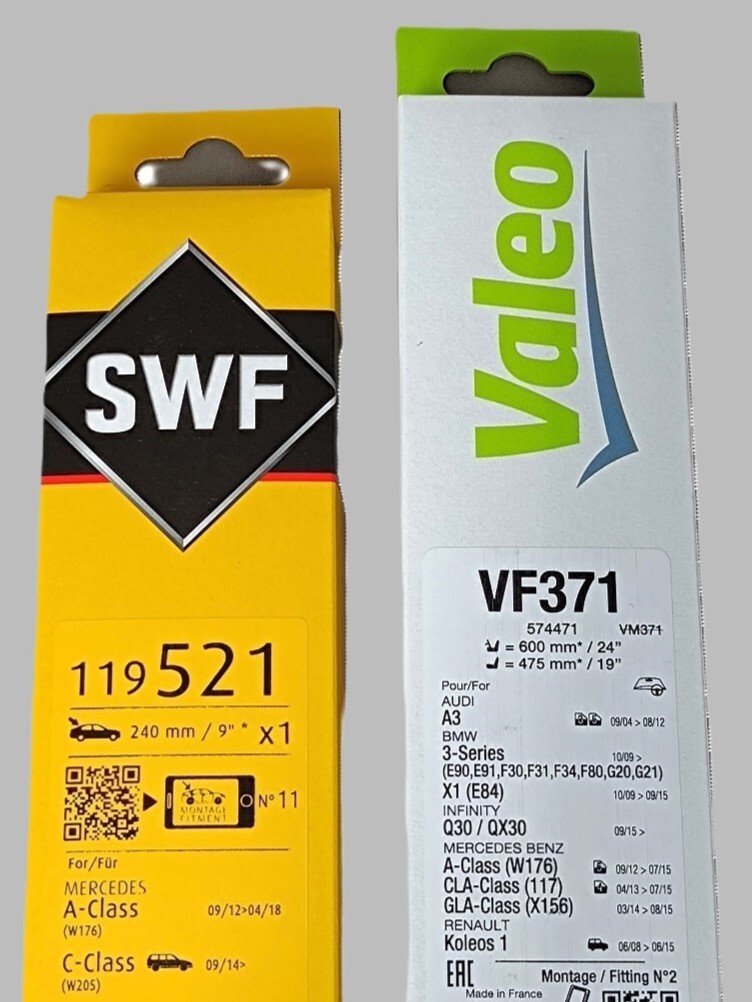 SWF
119 521
240 mm / 9" * x1
MONTAGE
FITMENT
N° 11
For/Für
MERCEDES
A-Class 09/12>04/18
(W176)
C-Class 09/14>
(W205)
Valeo
VF371
574471 VM371
= 600 mm* / 24"
= 475 mm* / 19"
Pour/For
AUDI
A3 09/04 > 08/12
BMW
3-Series 10/09 >
(E90,E91,F30,F31,F34,F80,G20,G21)
X1 (E84) 10/09 > 09/15
INFINITY
Q30 / QX30 09/15 >
MERCEDES BENZ
A-Class (W176) 09/12 > 07/15
CLA-Class (117) 04/13 > 07/15
GLA-Class (X156) 03/14 > 08/15
RENAULT
Koleos 1 06/08 > 06/15
EAC Montage / Fitting N°2
Made in France